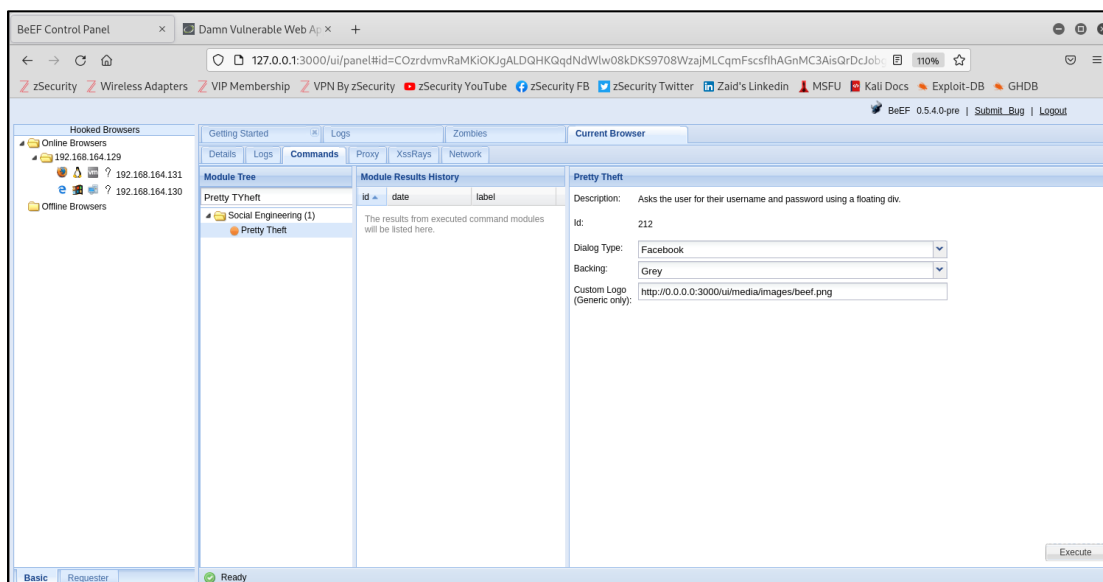 BeEF Control Panel × Damn Vulnerable Web Ap × +
127.0.0.1:3000/ui/panel#id=COzrdvmvRaMKiOKJgALDQHKQqdNdWlw08kDKS9708WzajMLCqmFscsfIhAGnMC3AisQrDcJobc 110%
zSecurity Wireless Adapters VIP Membership VPN By zSecurity zSecurity YouTube zSecurity FB zSecurity Twitter Zaid's Linkedin MSFU Kali Docs Exploit-DB GHDB
BeEF 0.5.4.0-pre | Submit Bug | Logout
Hooked Browsers
Online Browsers
192.168.164.129
? 192.168.164.131
? 192.168.164.130
Offline Browsers
Basic Requester
Getting Started Logs Zombies Current Browser
Details Logs Commands Proxy XssRays Network
Module Tree
Pretty TYheft
Social Engineering (1)
Pretty Theft
Module Results History
id date label
The results from executed command modules
will be listed here.
Pretty Theft
Description: Asks the user for their username and password using a floating div.
Id: 212
Dialog Type: Facebook
Backing: Grey
Custom Logo
(Generic only): http://0.0.0.0:3000/ui/media/images/beef.png
Execute
Ready